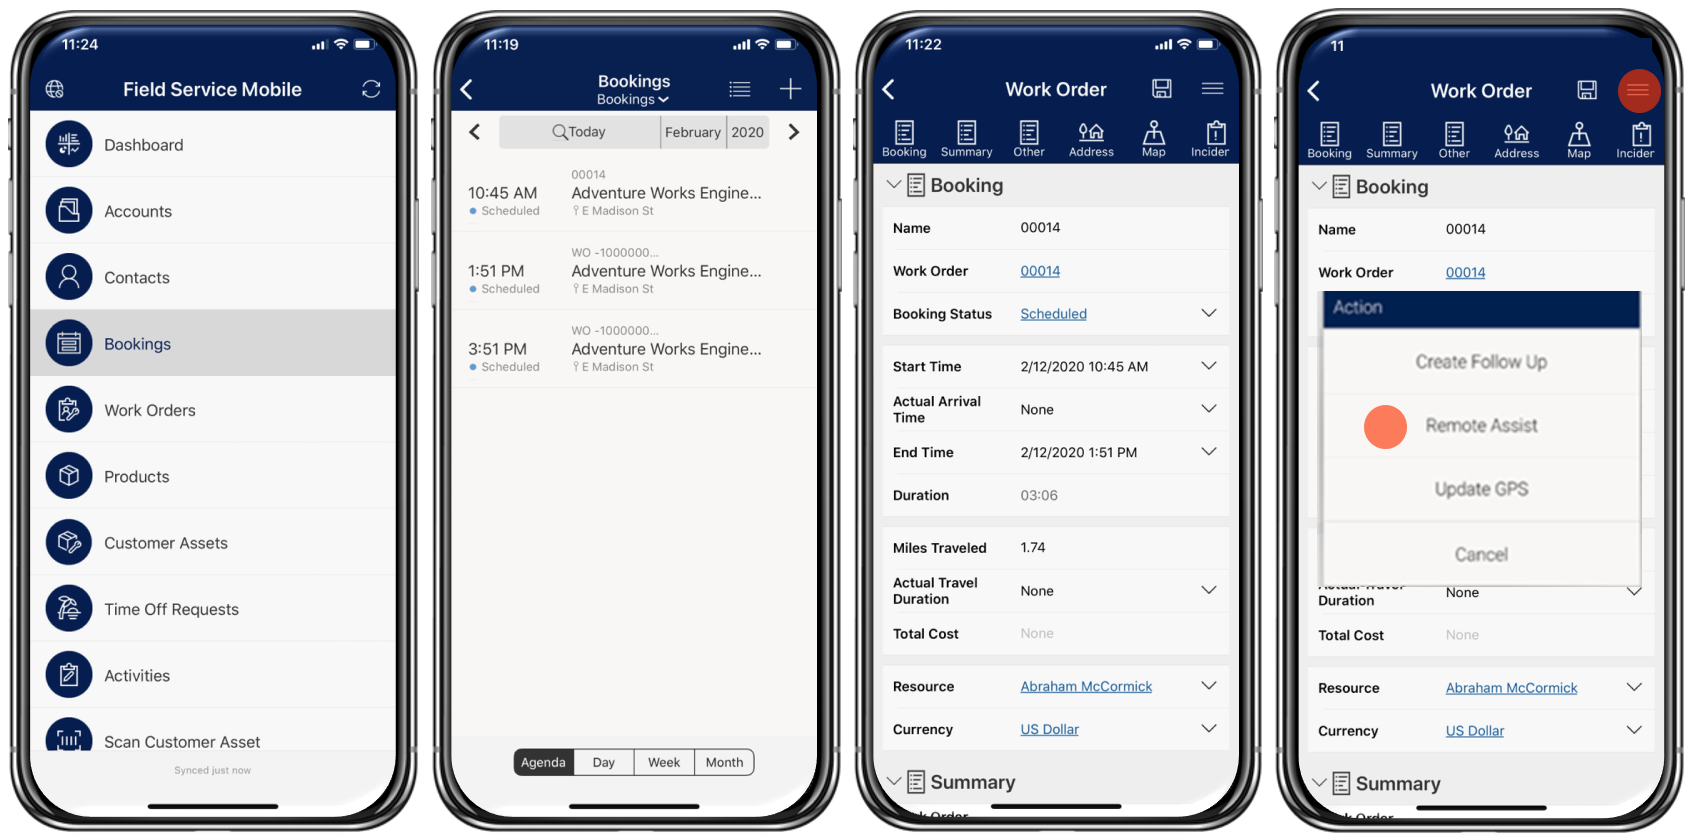 11:24
Field Service Mobile
Dashboard
Accounts
Contacts
Bookings
Work Orders
Products
Customer Assets
Time Off Requests
Activities
Scan Customer Asset
Synced just now
11:19
Bookings
Bookings
Today February 2020
00014
10:45 AM Adventure Works Engine...
Scheduled E Madison St
WO -1000000...
1:51 PM Adventure Works Engine...
Scheduled E Madison St
WO -1000000...
3:51 PM Adventure Works Engine...
Scheduled E Madison St
Agenda Day Week Month
11:22
Work Order
Booking Summary Other Address Map Inciden
Booking
Name 00014
Work Order 00014
Booking Status Scheduled
Start Time 2/12/2020 10:45 AM
Actual Arrival
Time None
End Time 2/12/2020 1:51 PM
Duration 03:06
Miles Traveled 1.74
Actual Travel
Duration None
Total Cost None
Resource Abraham McCormick
Currency US Dollar
Summary
Work Order
11
Work Order
Booking Summary Other Address Map Inciden
Booking
Name 00014
Work Order 00014
Action
Create Follow Up
Remote Assist
Update GPS
Cancel
Actual Travel
Duration None
Total Cost None
Resource Abraham McCormick
Currency US Dollar
Summary
Work Order